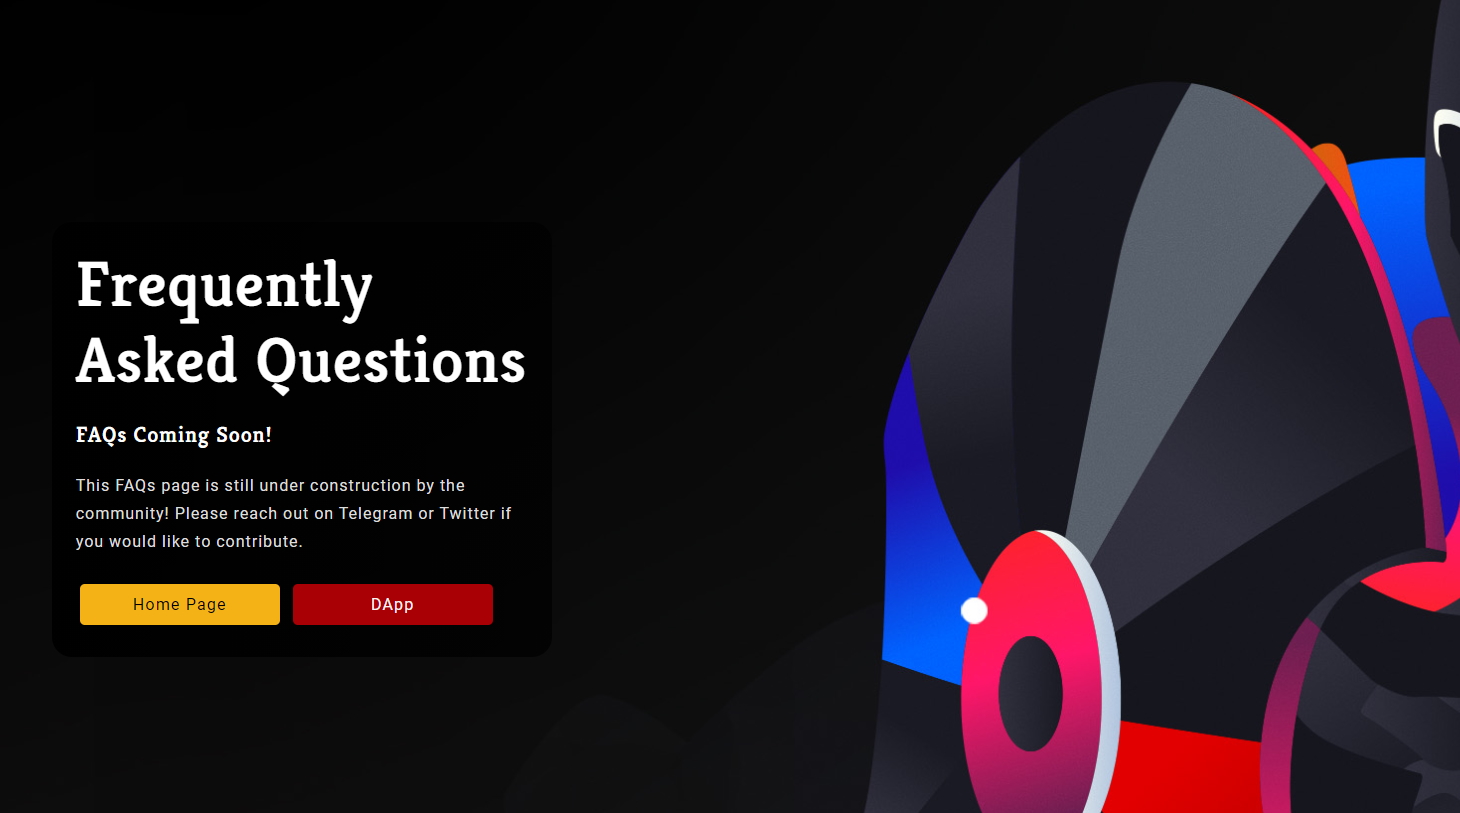 Frequently
Asked Questions
FAQs Coming Soon!
This FAQs page is still under construction by the
community! Please reach out on Telegram or Twitter if
you would like to contribute.
Home Page
DApp